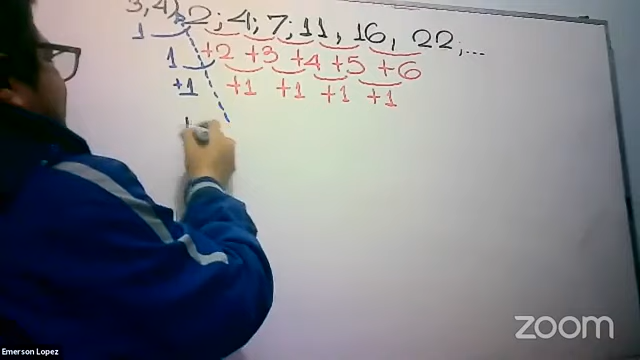 3,4) 2; 4; 7; 11, 16, 22;...
1
1 +2 +3 +4 +5 +6
+1 +1 +1 +1 +1
zoom
Emerson Lopez